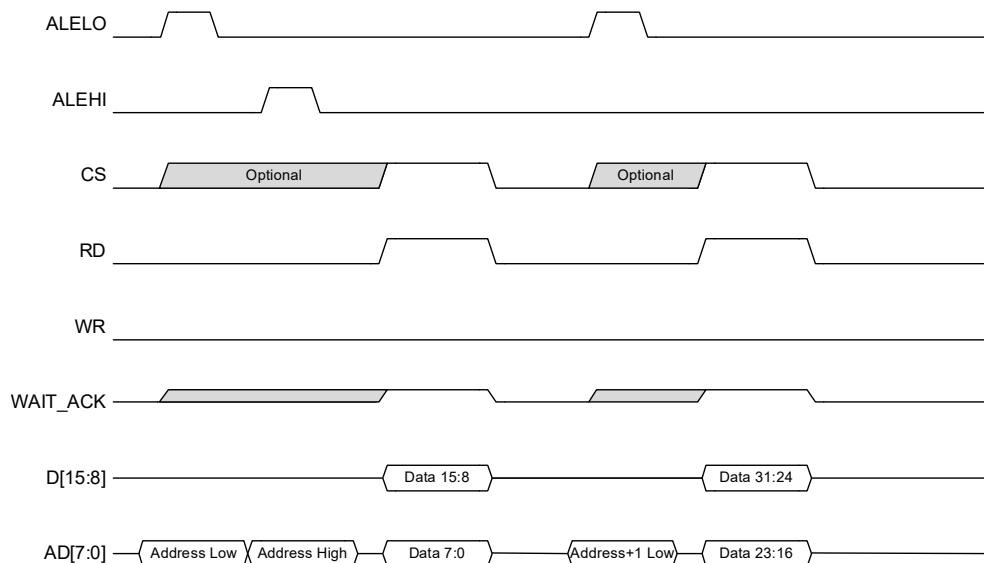 ALELO
ALEHI
CS Optional Optional
RD
WR
WAIT_ACK
D[15:8] Data 15:8 Data 31:24
AD[7:0] Address Low Address High Data 7:0 Address+1 Low Data 23:16